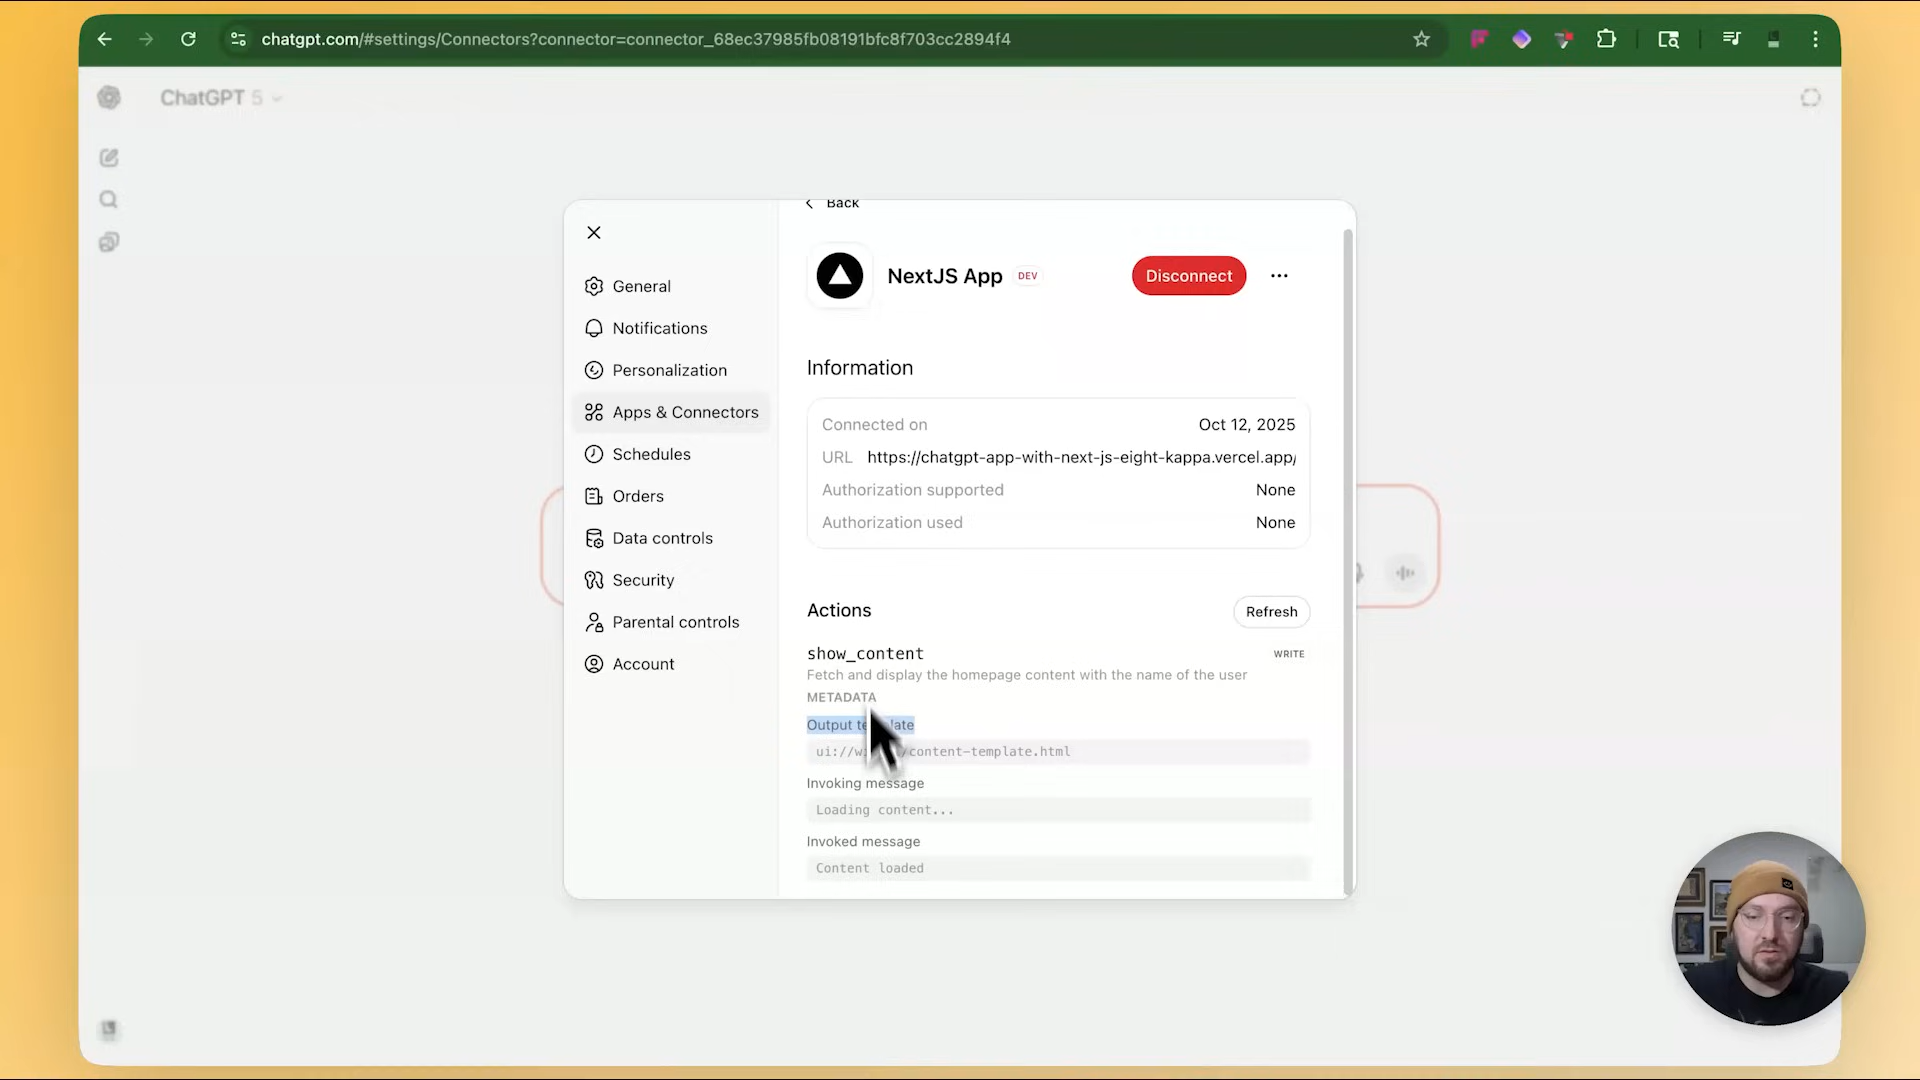 chatgpt.com/#settings/Connectors?connector=connector_68ec37985fb08191bfc8f703cc2894f4
ChatGPT 5
Back
General
Notifications
Personalization
Apps & Connectors
Schedules
Orders
Data controls
Security
Parental controls
Account
NextJS App DEV
Disconnect
Information
Connected on Oct 12, 2025
URL https://chatgpt-app-with-next-js-eight-kappa.vercel.app/
Authorization supported None
Authorization used None
Actions Refresh
show_content WRITE
Fetch and display the homepage content with the name of the user
METADATA
Output
/content-template.html
Invoking message
Loading content...
Invoked message
Content loaded